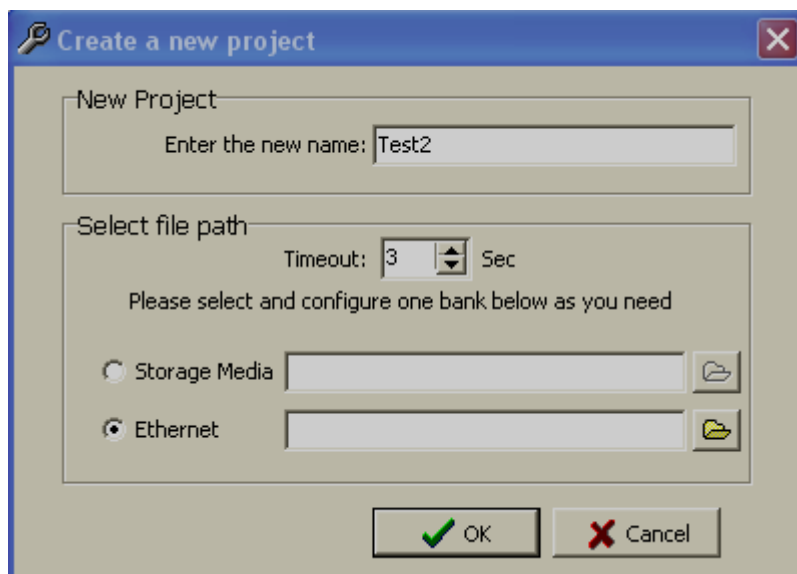 Create a new project
New Project
Enter the new name: Test2
Select file path
Timeout: 3 Sec
Please select and configure one bank below as you need
Storage Media
Ethernet
OK Cancel